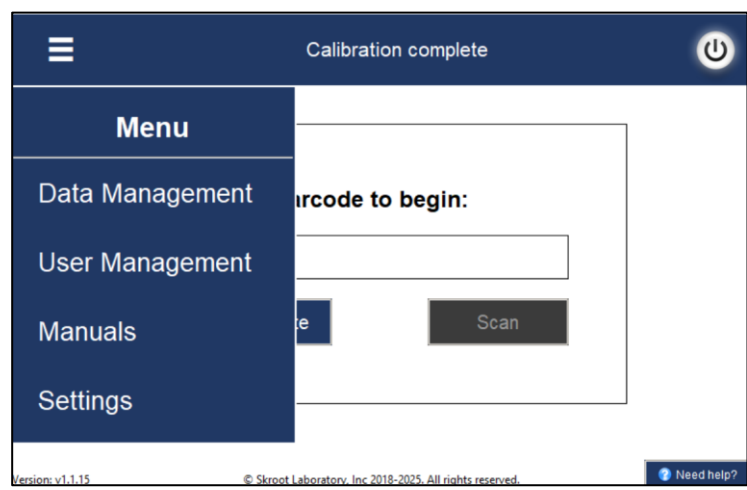 Calibration complete
Menu
Data Management
arcode to begin:
User Management
te
Scan
Manuals
Settings
Version: v1.1.15
© Skroot Laboratory, Inc 2018-2025. All rights reserved.
Need help?